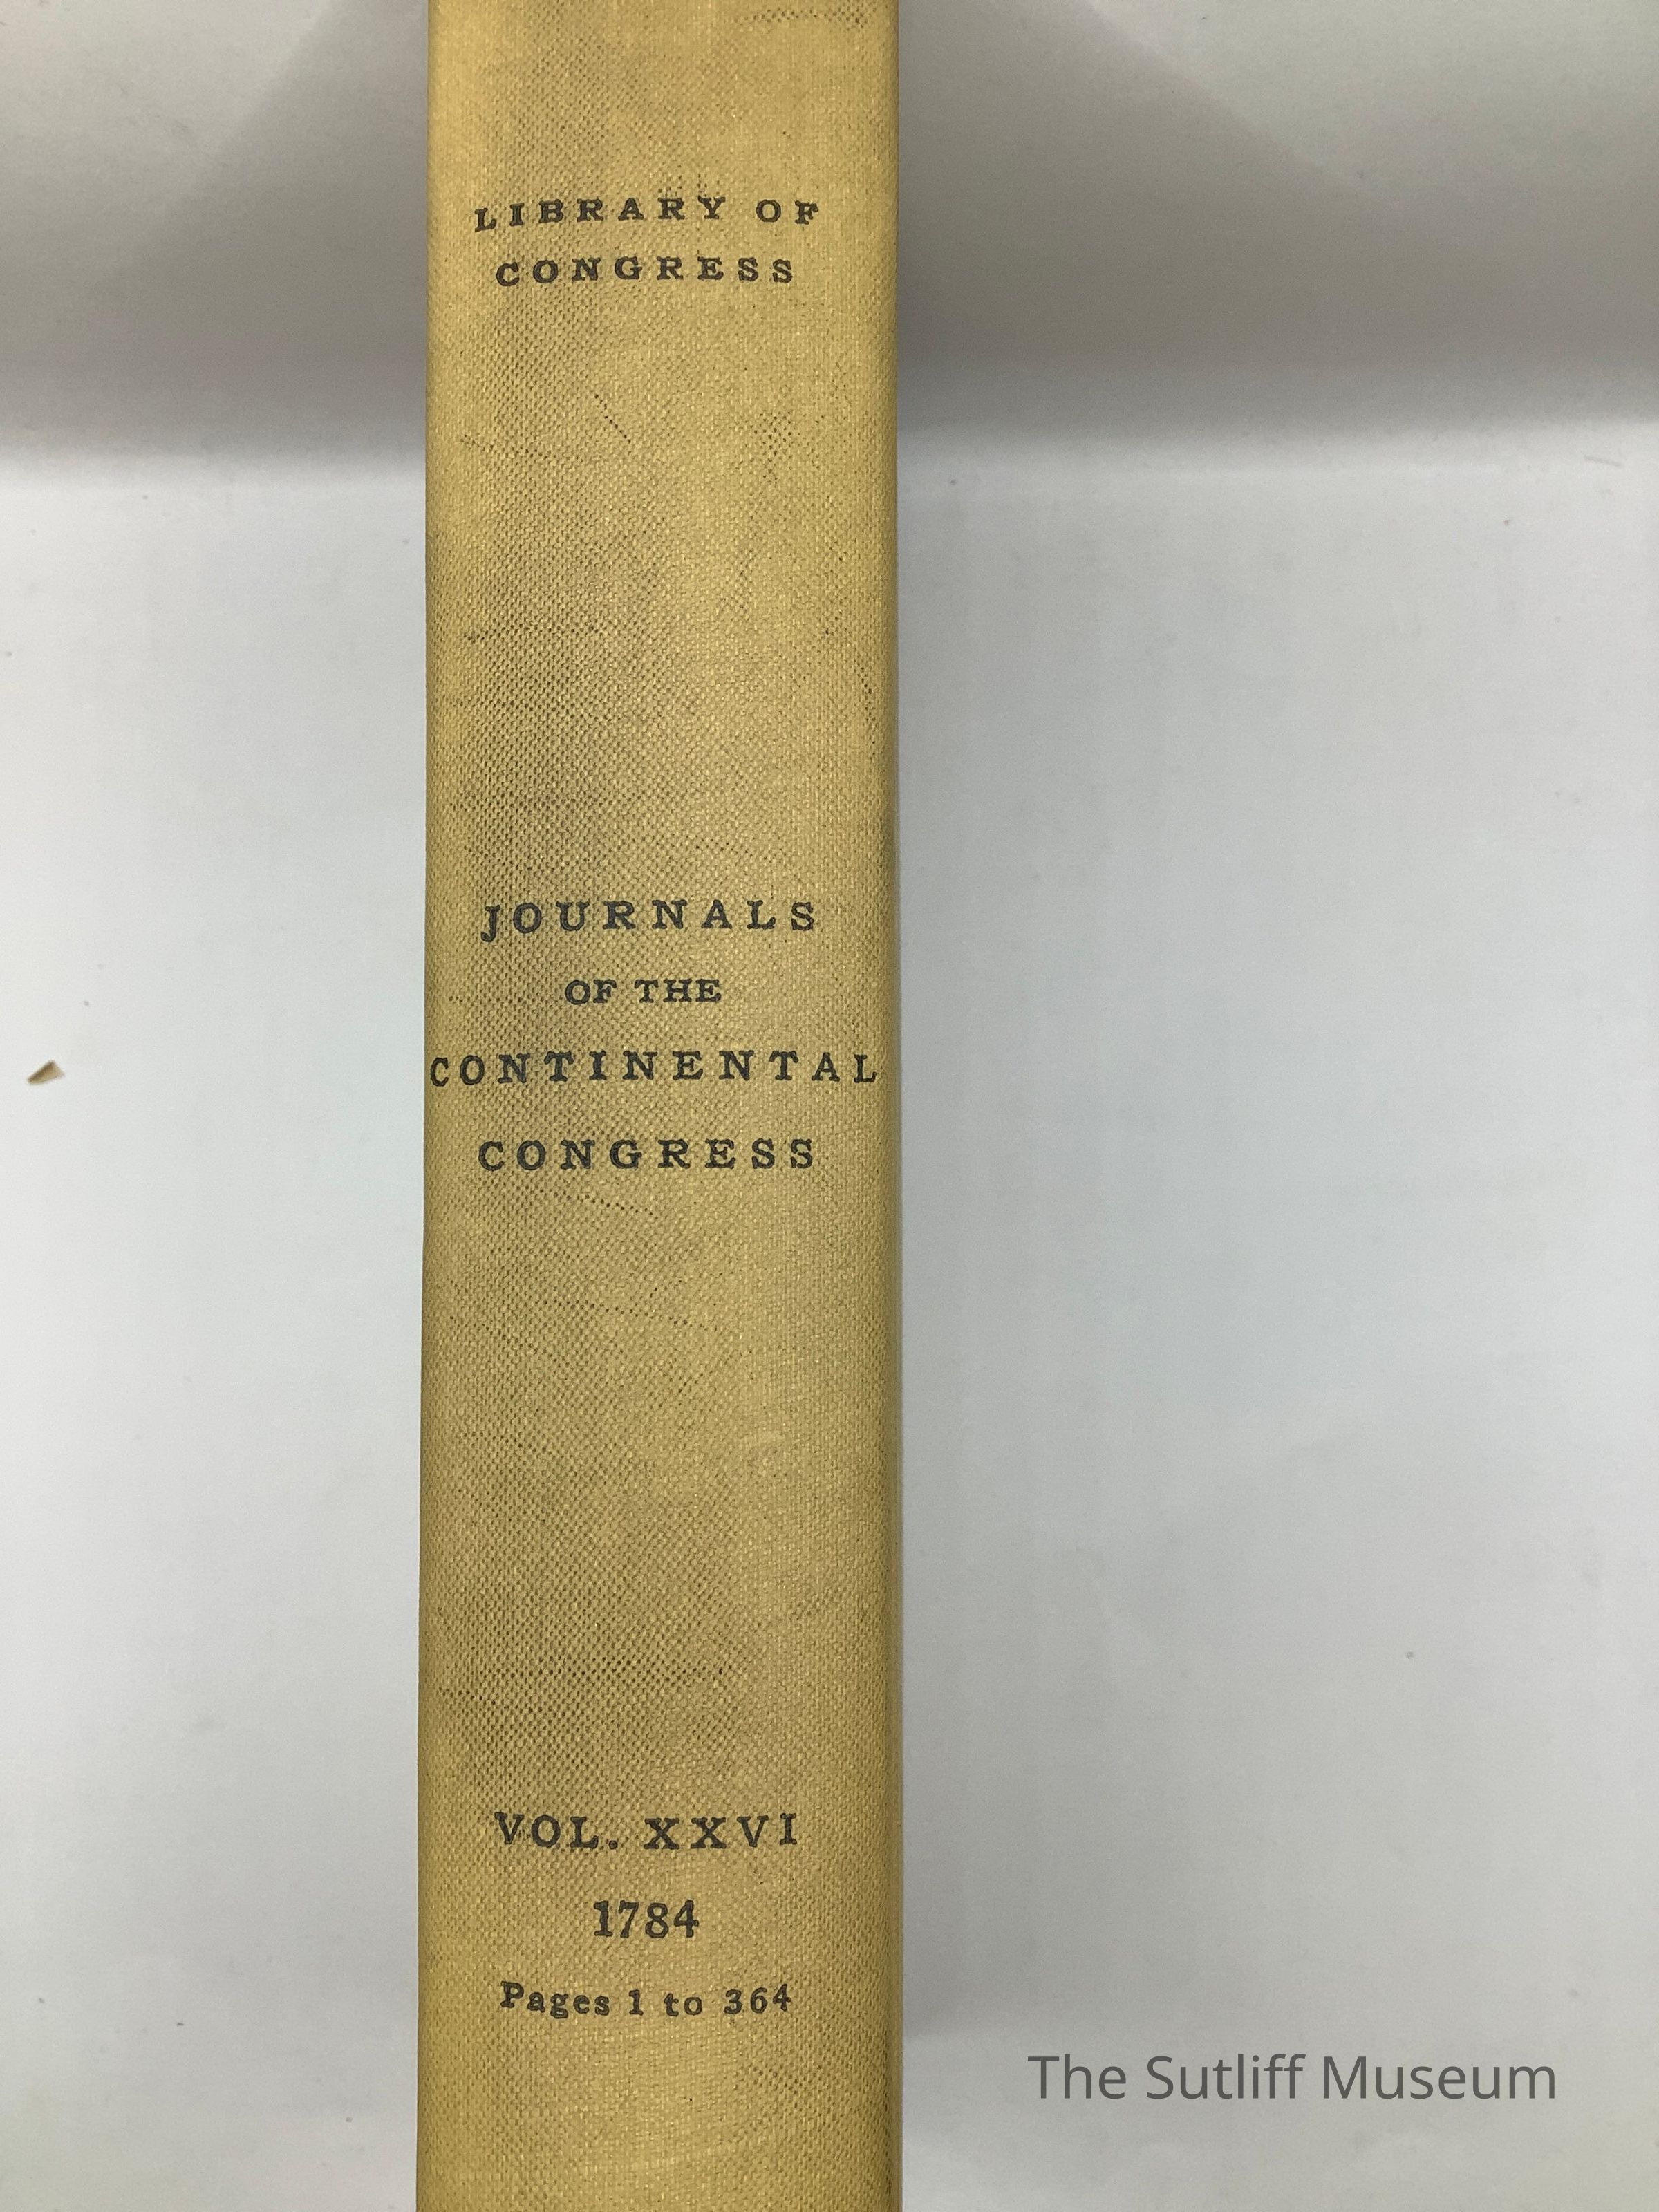 LIBRARY OF
CONGRESS
JOURNALS
OF THE
CONTINENTAL
CONGRESS
VOL. XXVI
1784
Pages 1 to 364
The Sutliff Museum